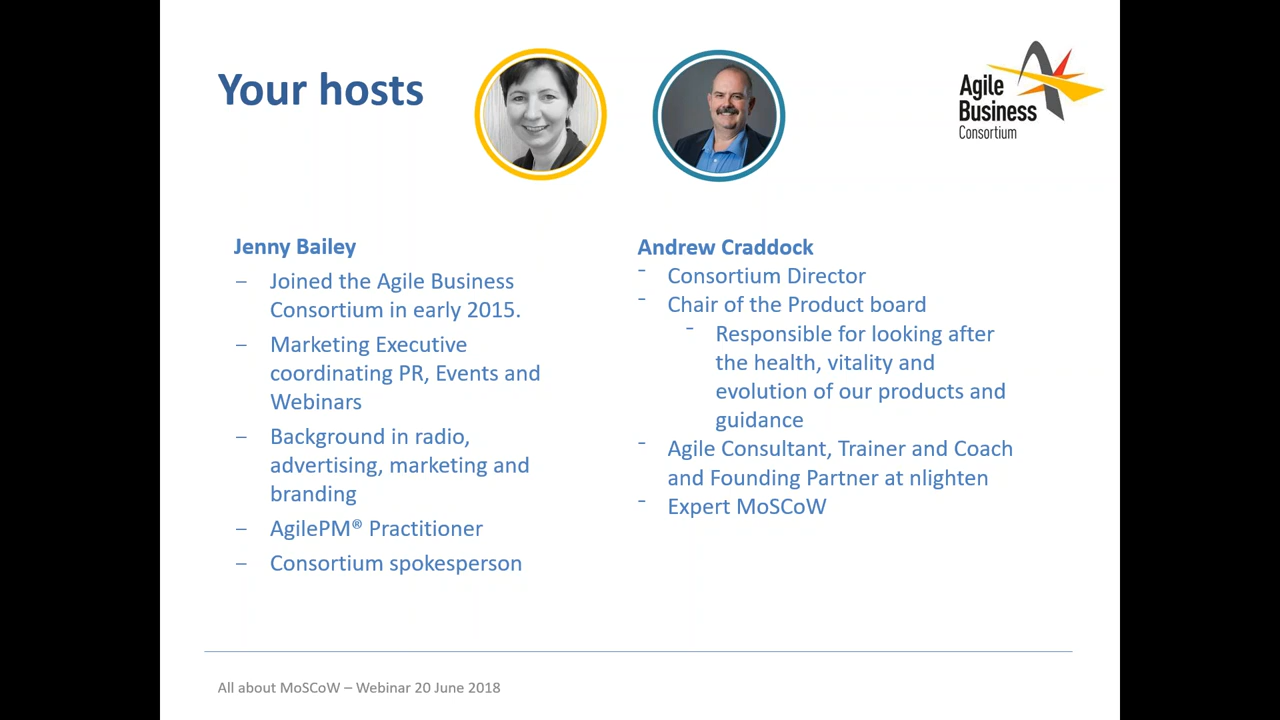 Your hosts
Agile
Business
Consortium
Jenny Bailey
– Joined the Agile Business
Consortium in early 2015.
– Marketing Executive
coordinating PR, Events and
Webinars
– Background in radio,
advertising, marketing and
branding
– AgilePM® Practitioner
– Consortium spokesperson
Andrew Craddock
- Consortium Director
- Chair of the Product board
- Responsible for looking after
the health, vitality and
evolution of our products and
guidance
- Agile Consultant, Trainer and Coach
and Founding Partner at nlighten
- Expert MoSCoW
All about MoSCoW – Webinar 20 June 2018